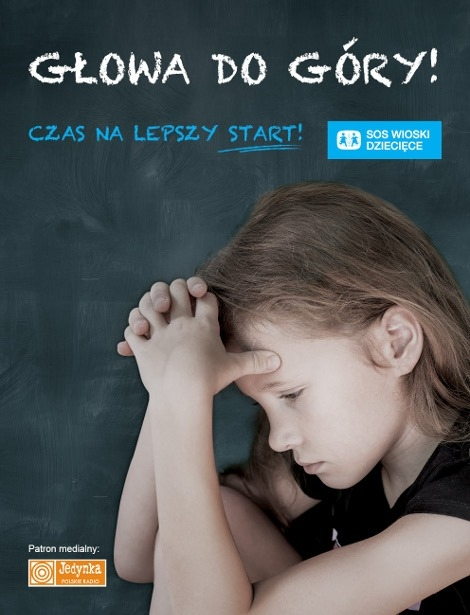 GŁOWA DO GÓRY!
CZAS NA LEPSZY START!
SOS WIOSKI
DZIECIĘCE
Patron medialny:
Jedynka
POLSKIE RADIO